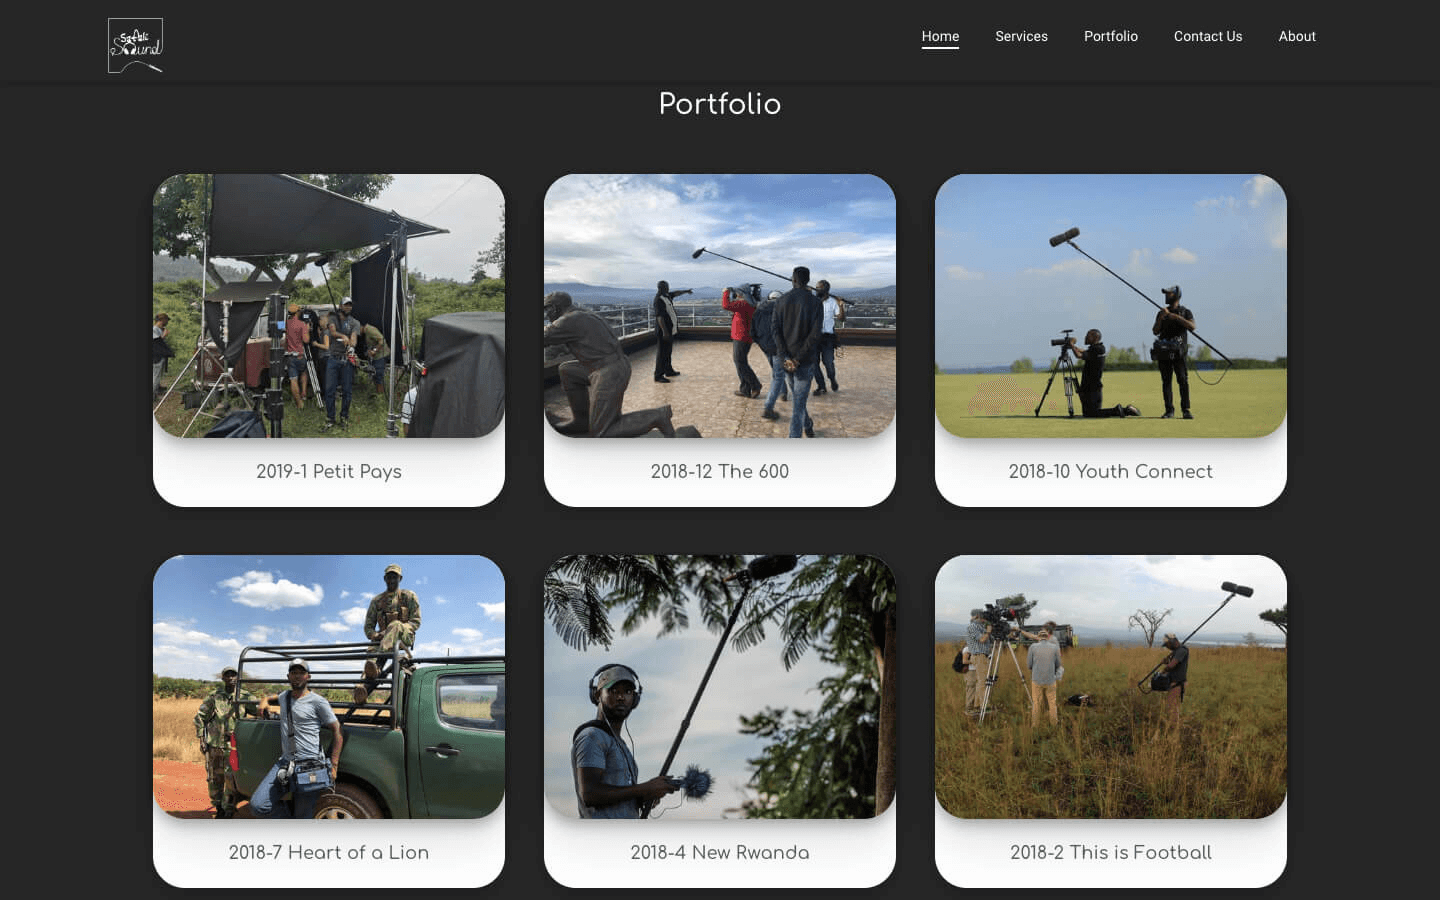 Safari
Sound
Home
Services
Portfolio
Contact Us
About
Portfolio
2019-1 Petit Pays
2018-12 The 600
2018-10 Youth Connect
2018-7 Heart of a Lion
2018-4 New Rwanda
2018-2 This is Football